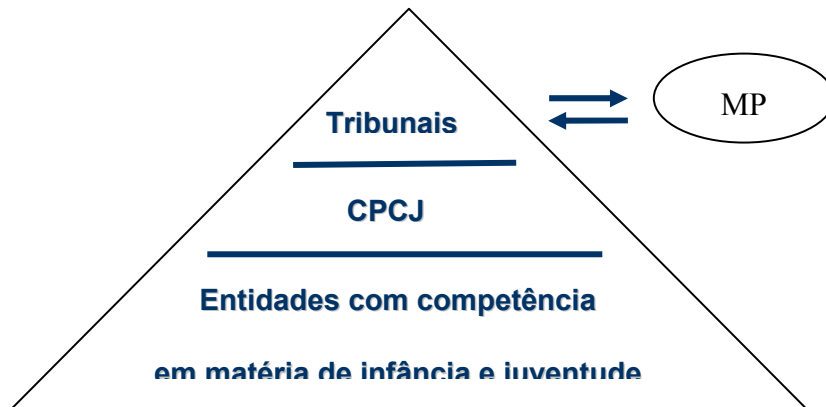 Tribunais
MP
CPCJ
Entidades com competência
em matéria de infância e juventude